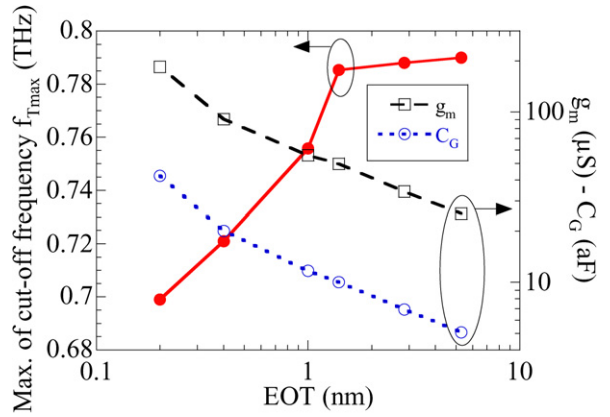 Max. of cut-off frequency f_Tmax (THz)
0.8
0.78
0.76
0.74
0.72
0.7
0.68
0.1
1
10
EOT (nm)
100
10
g_m (µS) - C_G (aF)
g_m
C_G